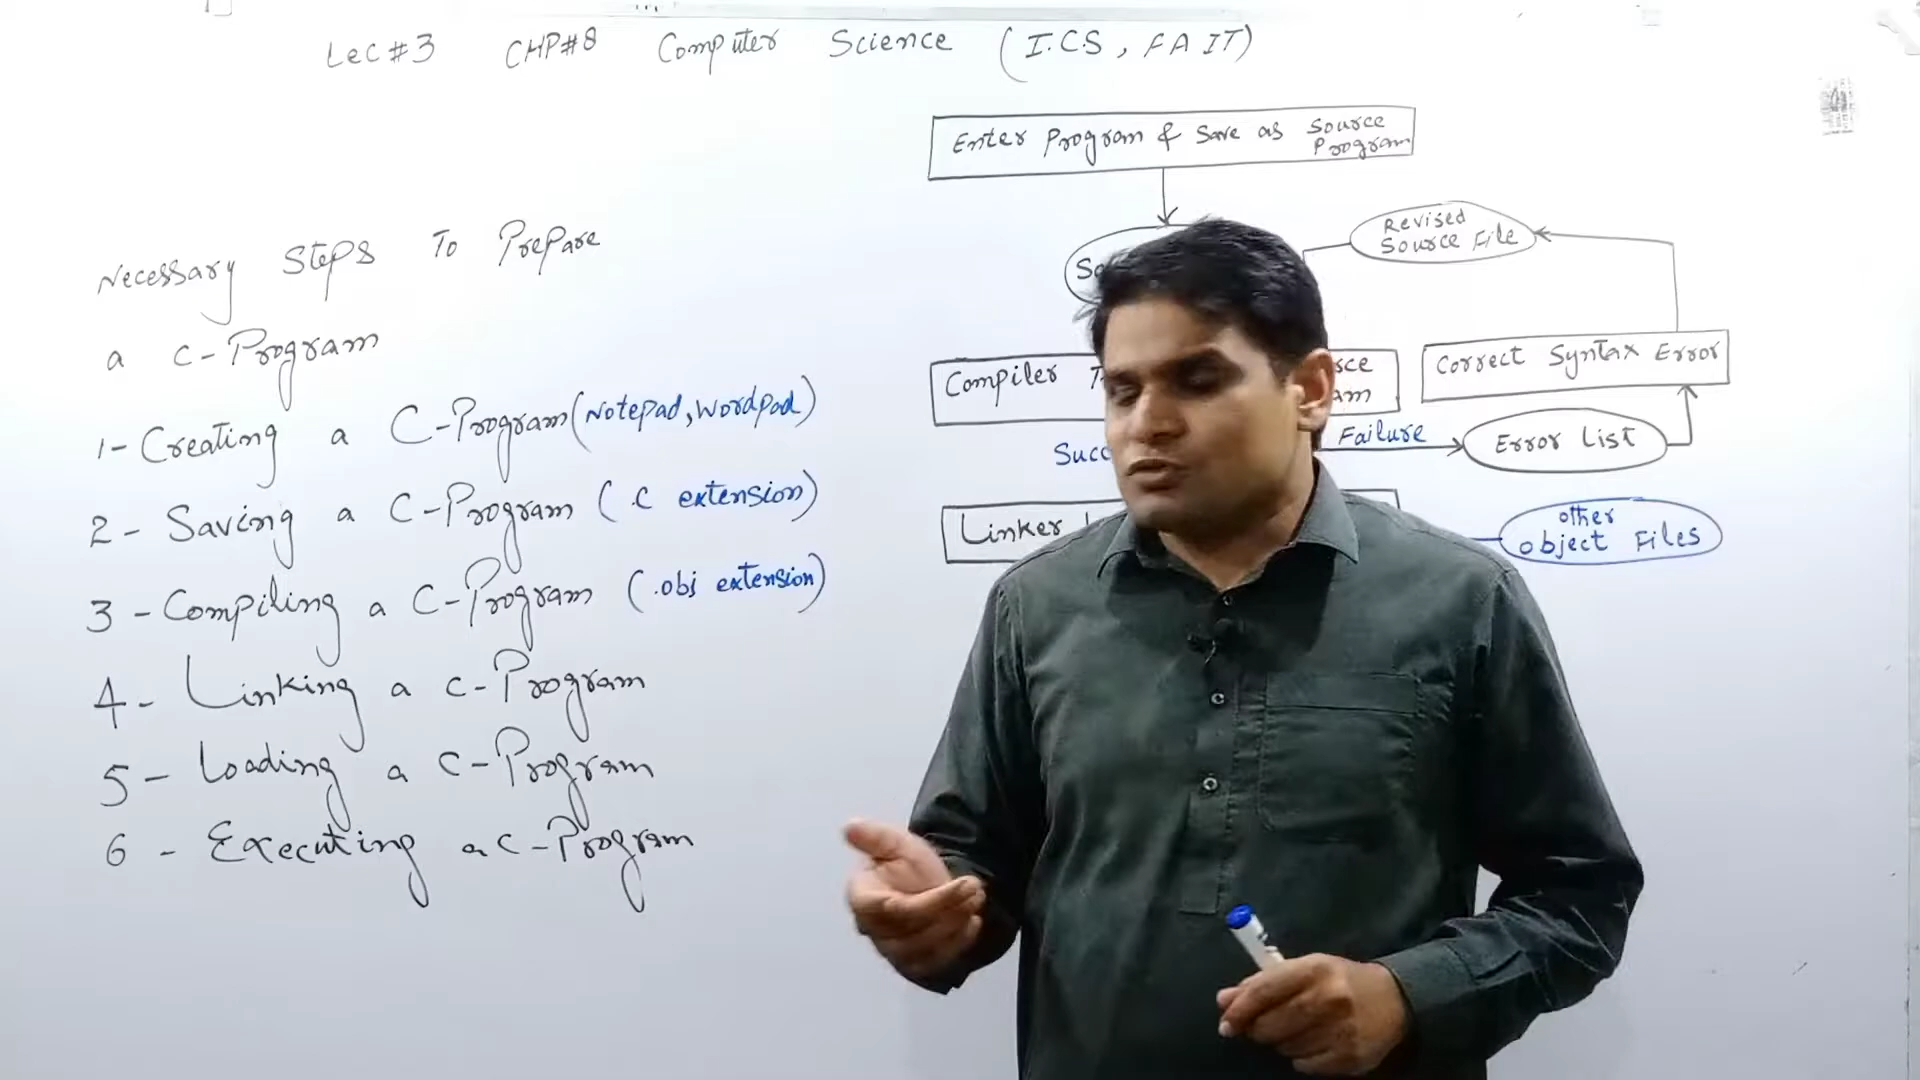 Lec#3 CHP#8 Computer Science (I.C.S, FA IT)
Necessary Steps To Prepare
a C-Program
1- Creating a C-Program (Notepad, Wordpad)
2- Saving a C-Program (.C extension)
3- Compiling a C-Program (.obj extension)
4- Linking a C-Program
5- Loading a C-Program
6- Executing a C-Program
Enter Program & Save as Source
Program
Revised
Source File
Compiler
Correct Syntax Error
Failure
Error List
Linker
other
object Files